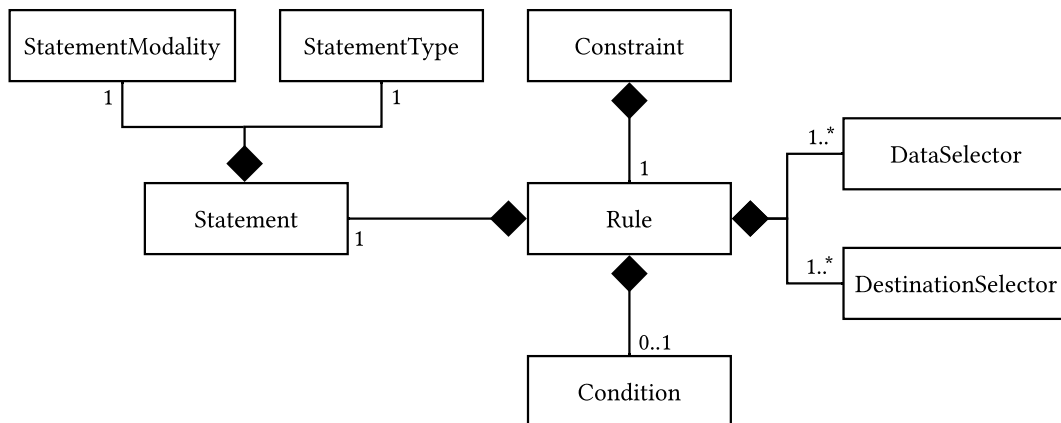 StatementModality
StatementType
Constraint
1
1
1..*
DataSelector
1
Statement
1
Rule
1..*
DestinationSelector
0..1
Condition